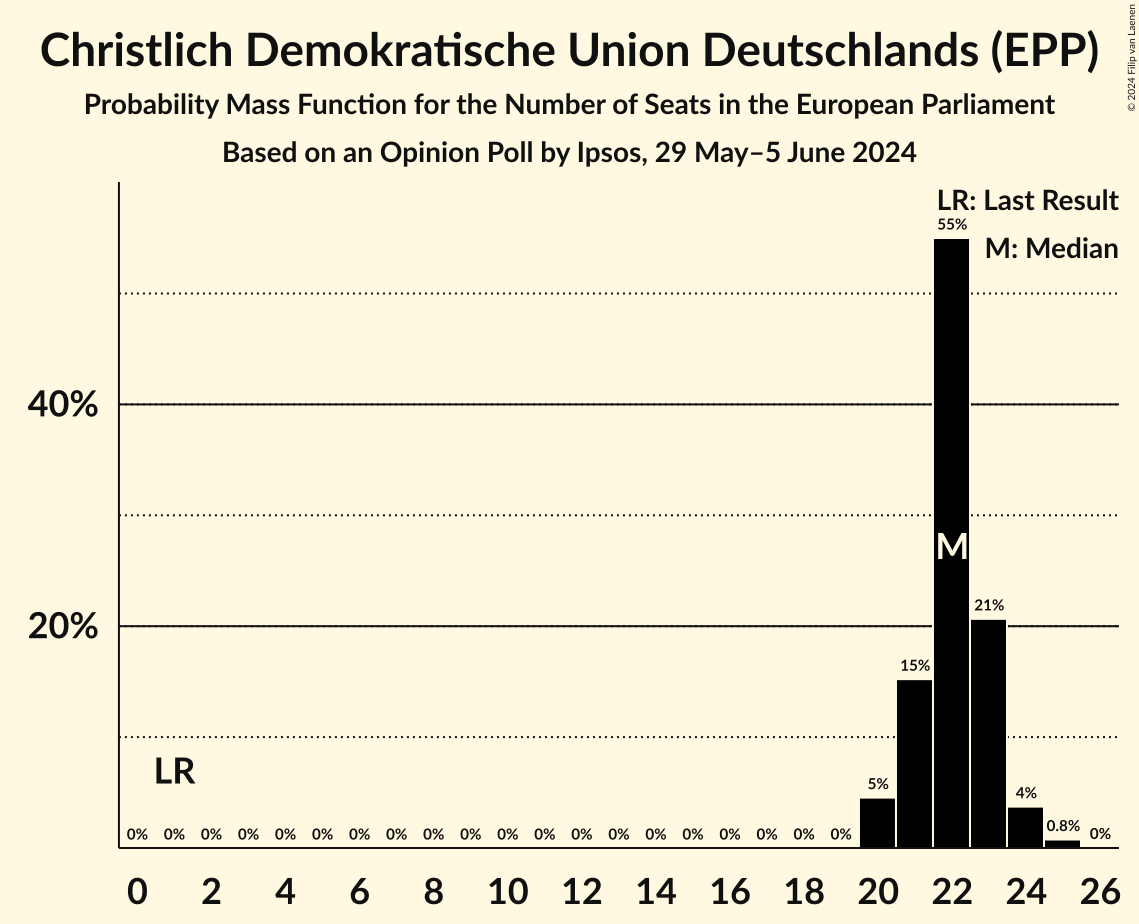 Christlich Demokratische Union Deutschlands (EPP)
Probability Mass Function for the Number of Seats in the European Parliament
Based on an Opinion Poll by Ipsos, 29 May–5 June 2024
© 2024 Filip van Laenen
LR: Last Result
M: Median
55%
40%
M
20%
21%
15%
LR
5%
4%
0.8%
0% 0% 0% 0% 0% 0% 0% 0% 0% 0% 0% 0% 0% 0% 0% 0% 0% 0% 0% 0% 0%
0 2 4 6 8 10 12 14 16 18 20 22 24 26